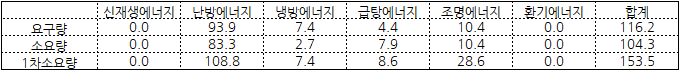 신재생에너지 난방에너지 냉방에너지 급탕에너지 조명에너지 환기에너지 합계
요구량 0.0 93.9 7.4 4.4 10.4 0.0 116.2
소요량 0.0 83.3 2.7 7.9 10.4 0.0 104.3
1차소요량 0.0 108.8 7.4 8.6 28.6 0.0 153.5